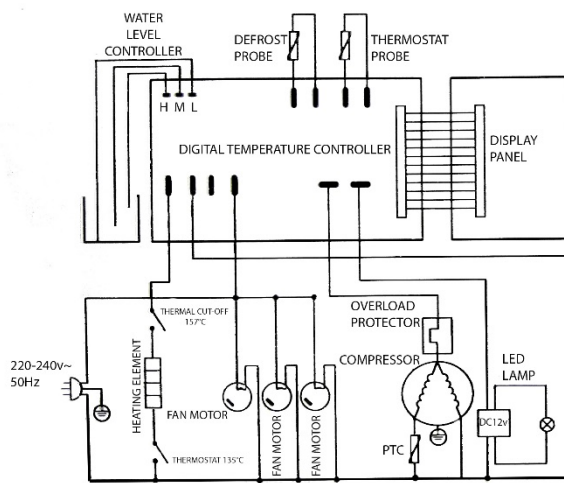 WATER
LEVEL
CONTROLLER
DEFROST
PROBE
THERMOSTAT
PROBE
H M L
DIGITAL TEMPERATURE CONTROLLER
DISPLAY
PANEL
THERMAL CUT-OFF
157°C
OVERLOAD
PROTECTOR
COMPRESSOR
220-240v~
50Hz
HEATING ELEMENT
FAN MOTOR
FAN MOTOR
FAN MOTOR
LED
LAMP
DC12v
PTC
THERMOSTAT 135°C